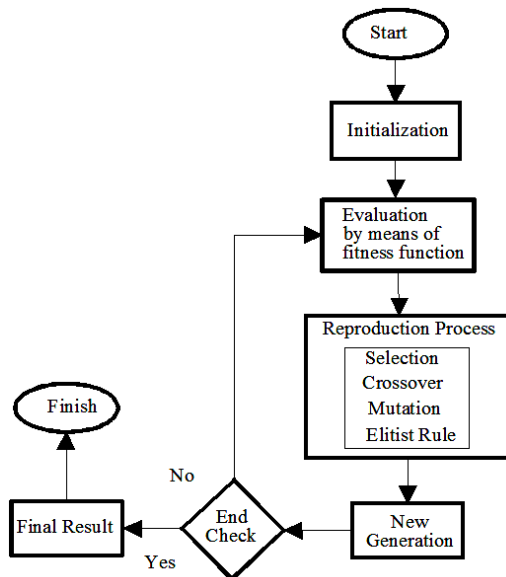 Start
Initialization
Evaluation
by means of
fitness function
Reproduction Process
Selection
Crossover
Mutation
Elitist Rule
New
Generation
End
Check
No
Yes
Final Result
Finish